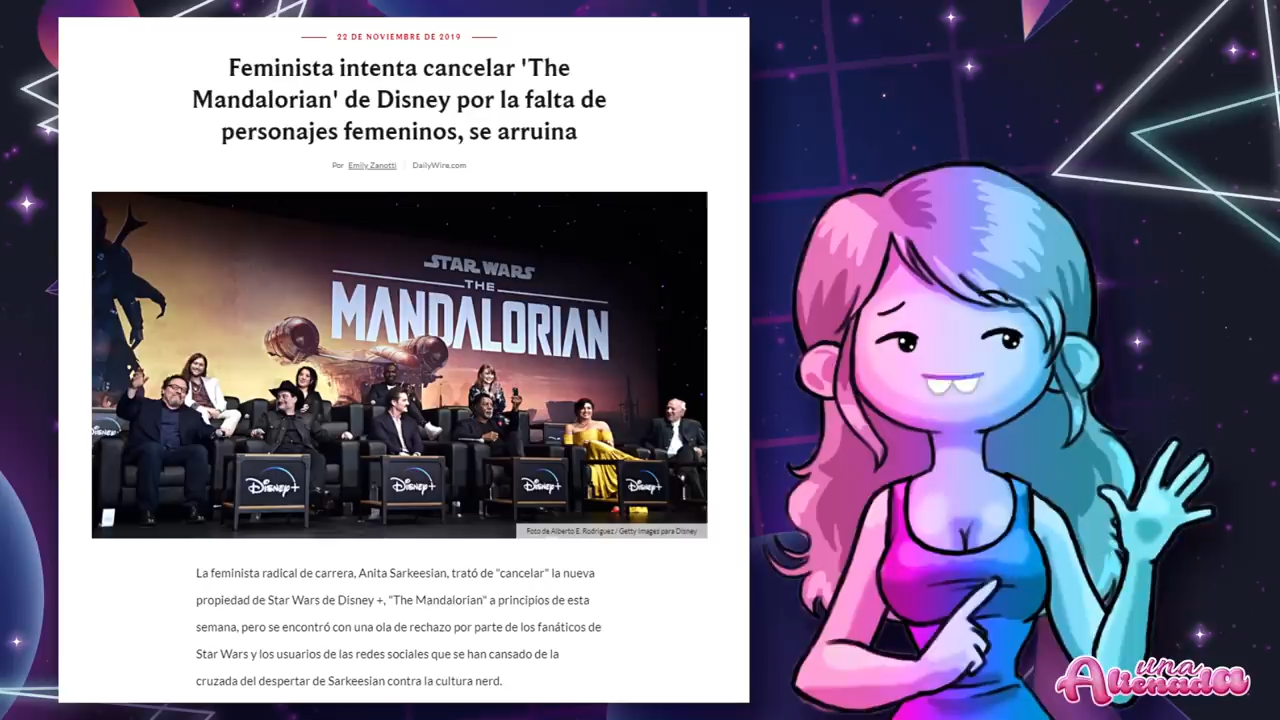 22 DE NOVIEMBRE DE 2019
Feminista intenta cancelar 'The
Mandalorian' de Disney por la falta de
personajes femeninos, se arruina
Por Emily Zanotti DailyWire.com
STAR WARS
THE
MANDALORIAN
Disney+
Disney+
Disney+
Disney+
Disney+
Foto de Alberto E. Rodriguez / Getty Images para Disney
La feminista radical de carrera, Anita Sarkeesian, trató de "cancelar" la nueva
propiedad de Star Wars de Disney +, "The Mandalorian" a principios de esta
semana, pero se encontró con una ola de rechazo por parte de los fanáticos de
Star Wars y los usuarios de las redes sociales que se han cansado de la
cruzada del despertar de Sarkeesian contra la cultura nerd.
una
Alienada